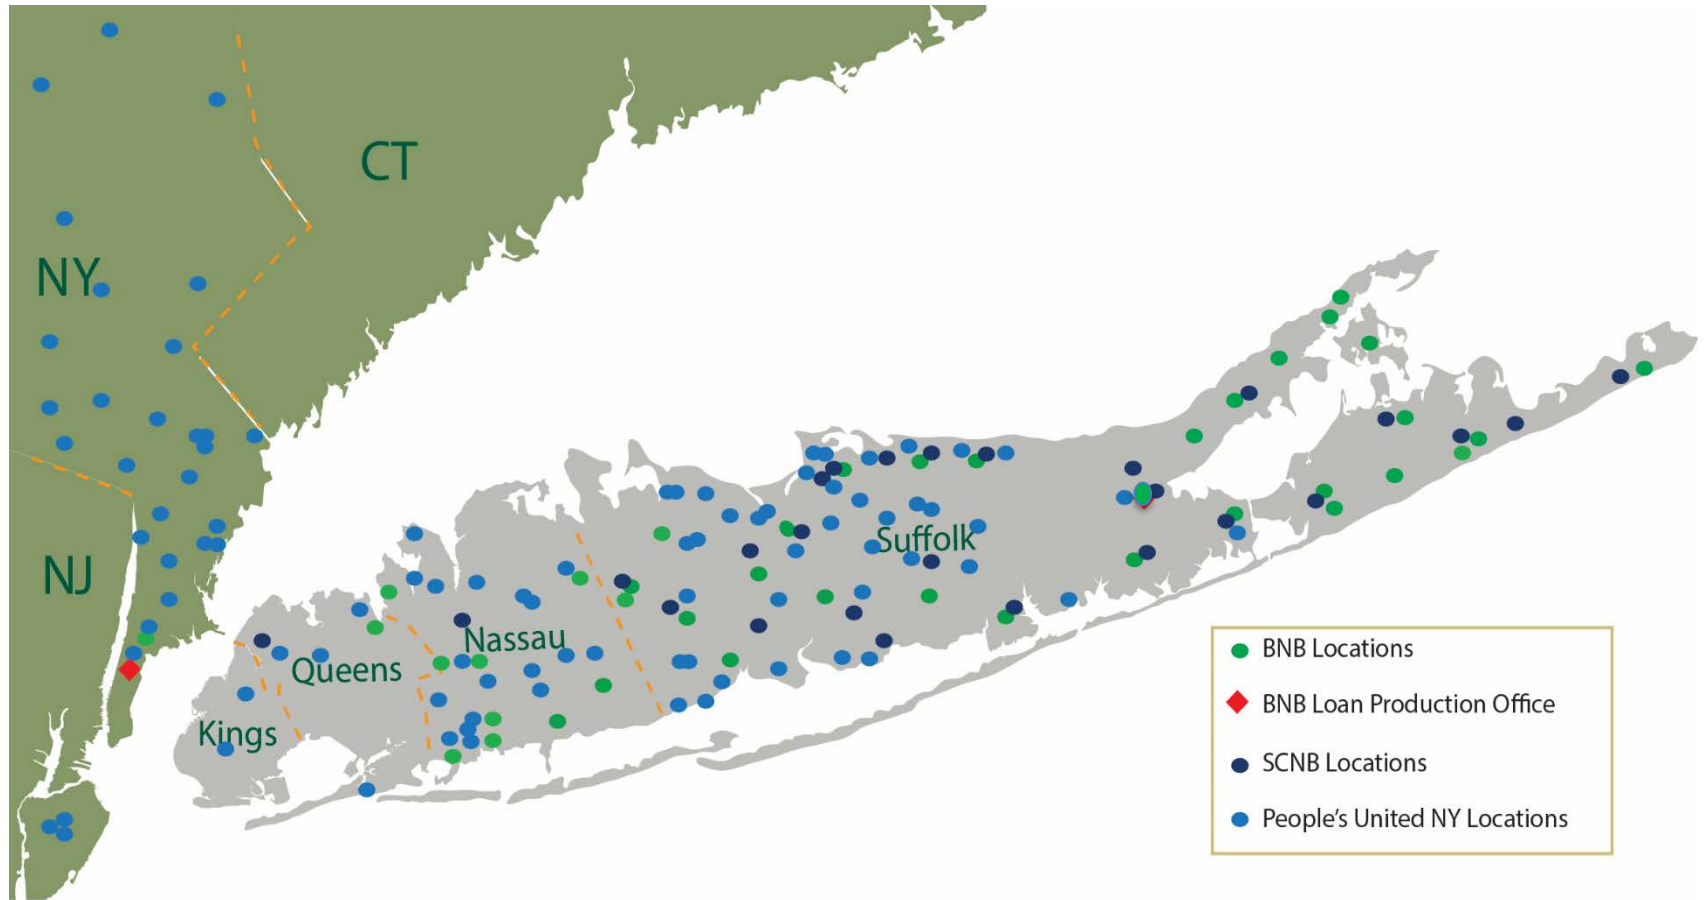 CT
NY
NJ
Suffolk
Nassau
Queens
Kings
BNB Locations
BNB Loan Production Office
SCNB Locations
People’s United NY Locations